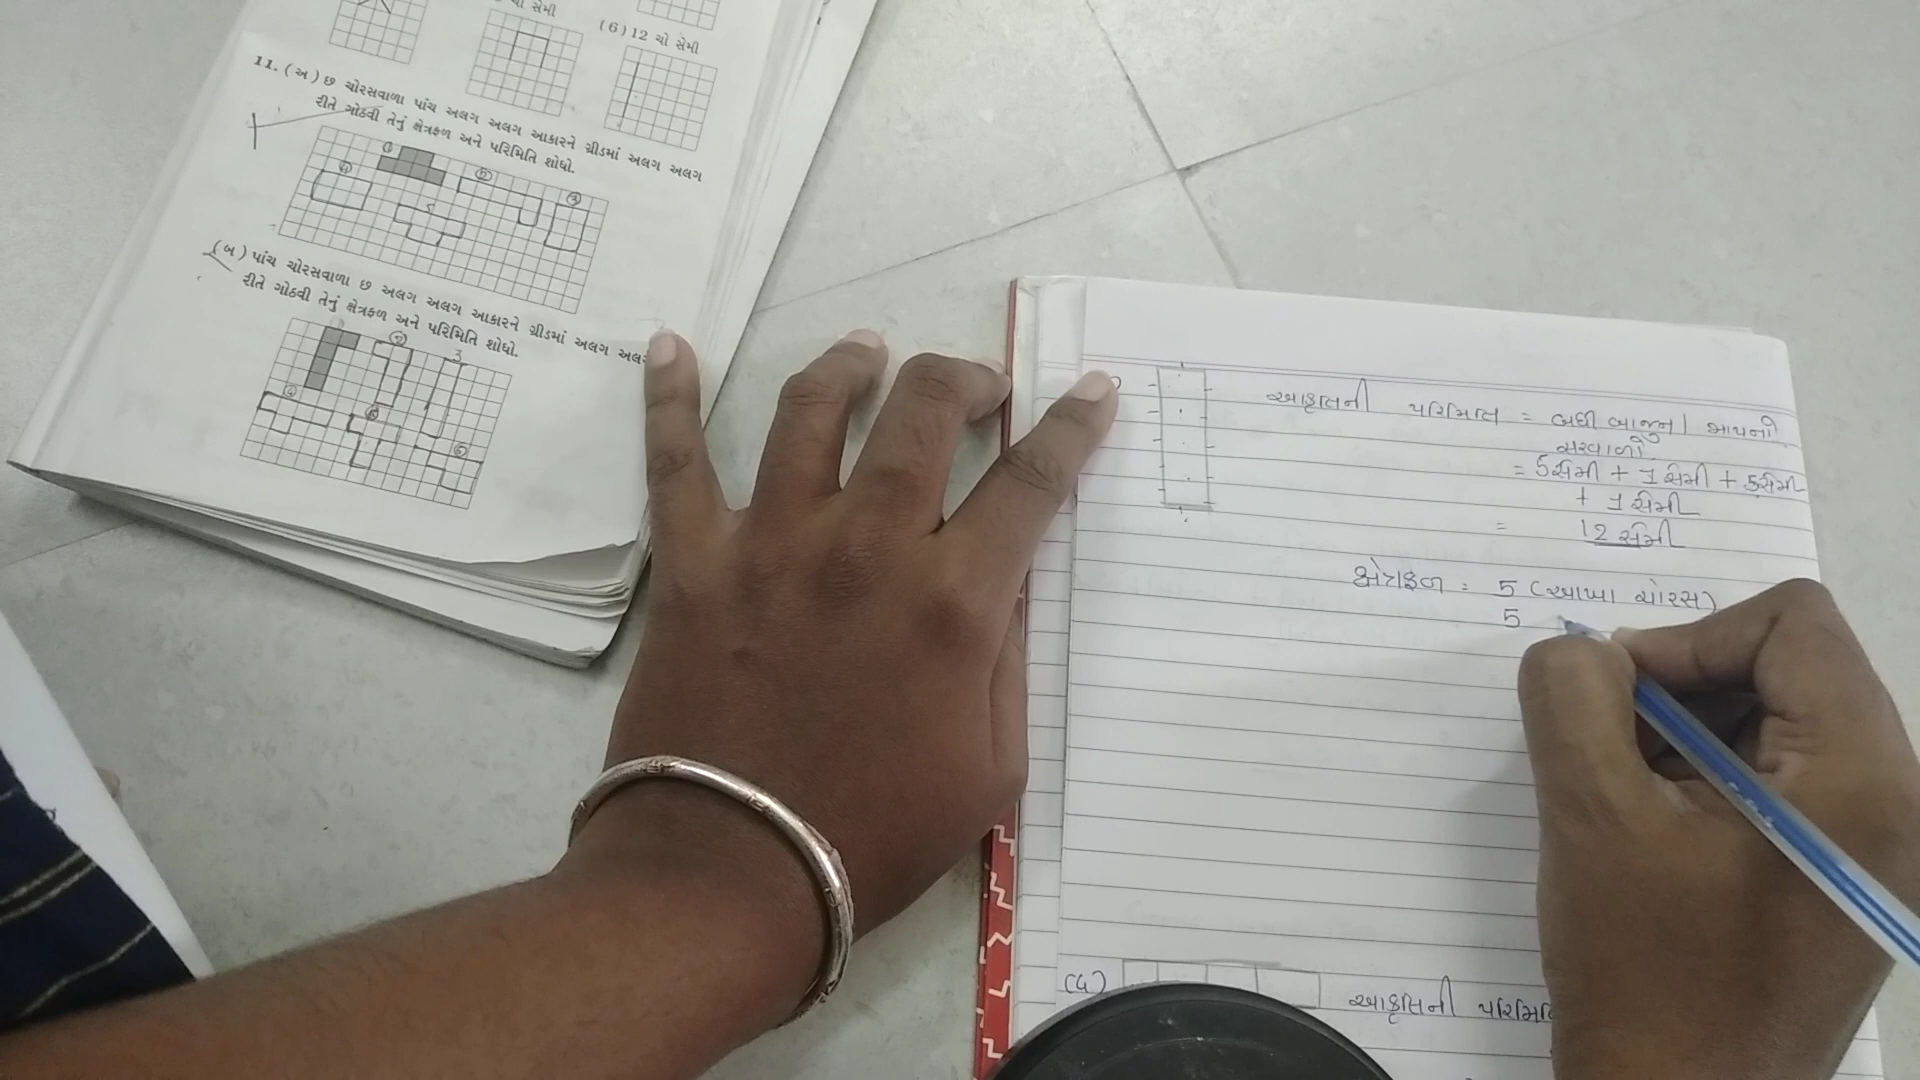 ચો સેમી
(6) 12 ચો સેમી
11. (અ) છ ચોરસવાળા પાંચ અલગ અલગ આકારને ગ્રીડમાં અલગ અલગ
રીતે ગોઠવી તેનું ક્ષેત્રફળ અને પરિમિતિ શોધો.
(બ) પાંચ ચોરસવાળા છ અલગ અલગ આકારને ગ્રીડમાં અલગ અલગ
રીતે ગોઠવી તેનું ક્ષેત્રફળ અને પરિમિતિ શોધો.
3
આકૃતિની પરિમિતિ = બધી બાજુના માપનો
સરવાળો
= 5 સેમી + 1 સેમી + 5 સેમી
+ 1 સેમી
= 12 સેમી
ક્ષેત્રફળ = 5 (આખા ચોરસ)
5
(4)
આકૃતિની પરિમિ